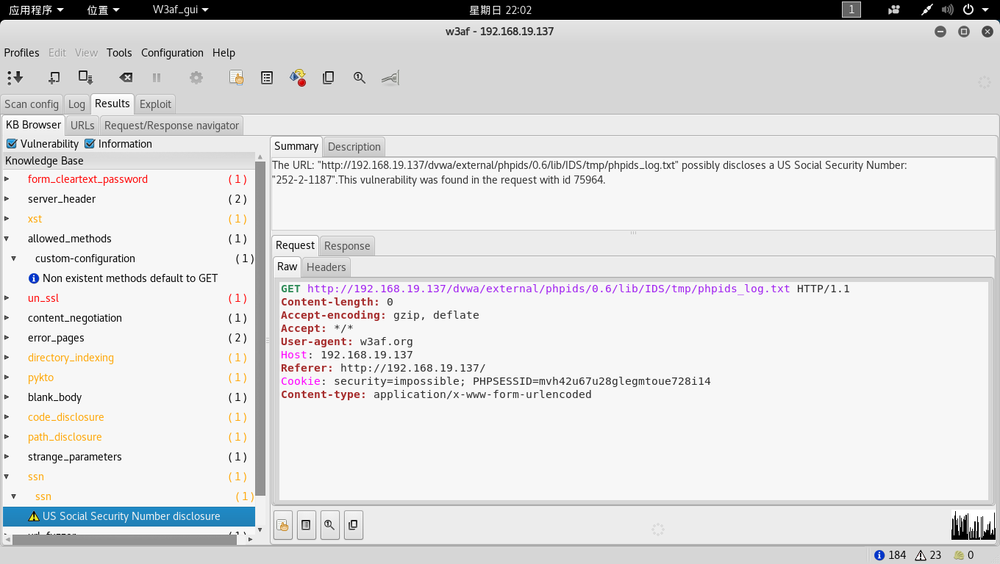 应用程序 位置 W3af_gui 星期日 22:02 1
w3af - 192.168.19.137
Profiles Edit View Tools Configuration Help
Scan config Log Results Exploit
KB Browser URLs Request/Response navigator
Vulnerability Information
Knowledge Base
form_cleartext_password ( 1 )
server_header ( 2 )
xst ( 1 )
allowed_methods ( 1 )
custom-configuration ( 1 )
Non existent methods default to GET
un_ssl ( 1 )
content_negotiation ( 1 )
error_pages ( 2 )
directory_indexing ( 1 )
pykto ( 1 )
blank_body ( 1 )
code_disclosure ( 1 )
path_disclosure ( 1 )
strange_parameters ( 1 )
ssn ( 1 )
ssn ( 1 )
US Social Security Number disclosure
Summary Description
The URL: "http://192.168.19.137/dvwa/external/phpids/0.6/lib/IDS/tmp/phpids_log.txt" possibly discloses a US Social Security Number:
"252-2-1187".This vulnerability was found in the request with id 75964.
Request Response
Raw Headers
GET http://192.168.19.137/dvwa/external/phpids/0.6/lib/IDS/tmp/phpids_log.txt HTTP/1.1
Content-length: 0
Accept-encoding: gzip, deflate
Accept: */*
User-agent: w3af.org
Host: 192.168.19.137
Referer: http://192.168.19.137/
Cookie: security=impossible; PHPSESSID=mvh42u67u28glegmtoue728i14
Content-type: application/x-www-form-urlencoded
184 23 0